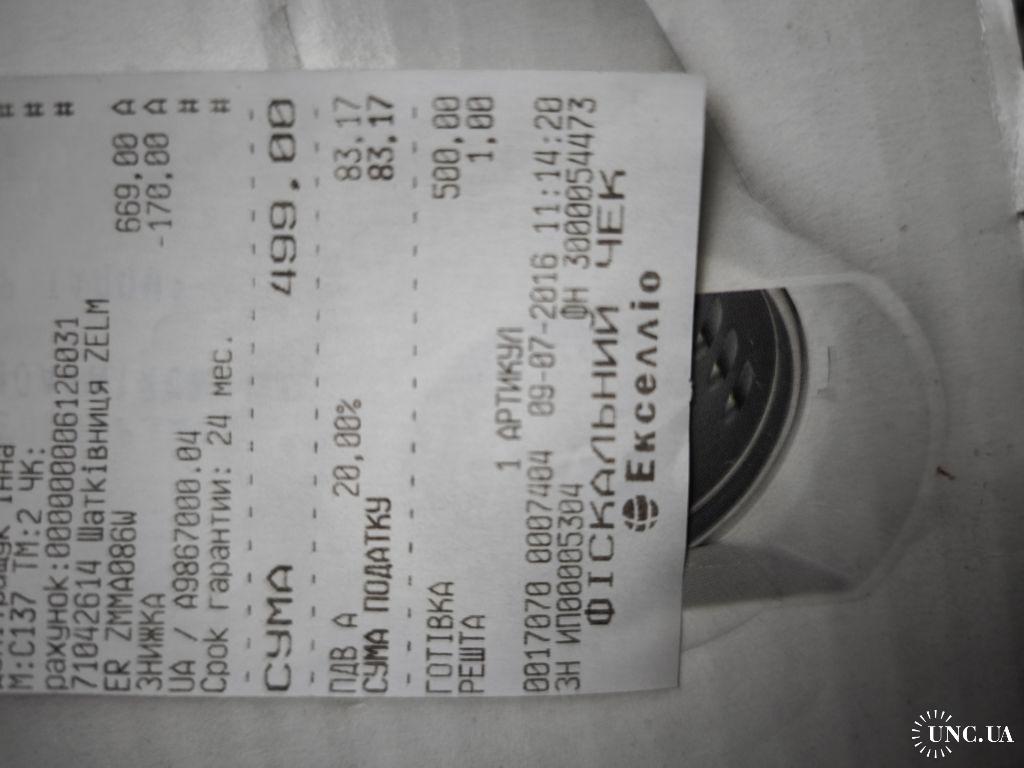 М:С137 ТМ:2 ЧК: #
рахунок:0000000006126031 #
71042614 Шатківниця ZELM
ER ZMMA086W 669,00 А
ЗНИЖКА -170,00 А
UA / A9867000.04 #
Срок гарантии: 24 мес. #
СУМА 499,00
ПДВ А 20,00% 83,17
СУМА ПОДАТКУ 83,17
ГОТІВКА 500,00
РЕШТА 1,00
1 АРТИКУЛ
0017070 0007404 09-07-2016 11:14:20
ЗН ИП00005304 ФН 3000054473
ФІСКАЛЬНИЙ ЧЕК
Екселліо
UNC.UA